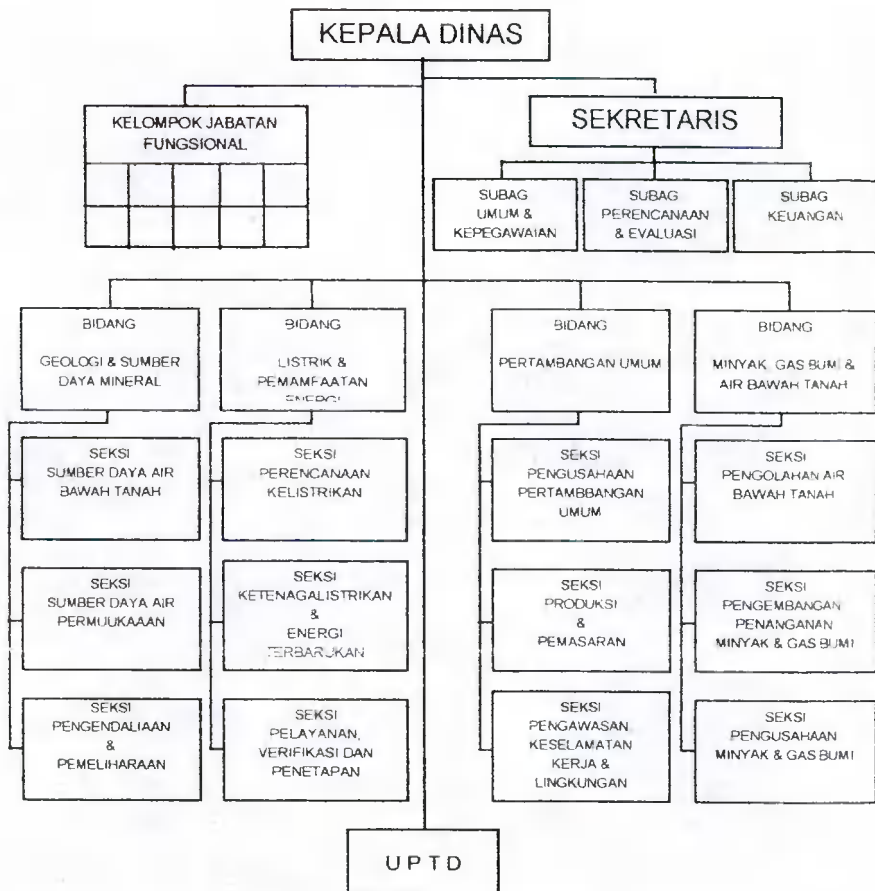 KEPALA DINAS
KELOMPOK JABATAN
FUNGSIONAL
SEKRETARIS
SUBAG
UMUM &
KEPEGAWAIAN
SUBAG
PERENCANAAN
& EVALUASI
SUBAG
KEUANGAN
BIDANG
GEOLOGI & SUMBER
DAYA MINERAL
BIDANG
LISTRIK &
PEMAMFAATAN
ENERGI
BIDANG
PERTAMBANGAN UMUM
BIDANG
MINYAK, GAS BUMI &
AIR BAWAH TANAH
SEKSI
SUMBER DAYA AIR
BAWAH TANAH
SEKSI
PERENCANAAN
KELISTRIKAN
SEKSI
PENGUSAHAAN
PERTAMBBANGAN
UMUM
SEKSI
PENGOLAHAN AIR
BAWAH TANAH
SEKSI
SUMBER DAYA AIR
PERMUUKAAAN
SEKSI
KETENAGALISTRIKAN
&
ENERGI
TERBARUKAN
SEKSI
PRODUKSI
&
PEMASARAN
SEKSI
PENGEMBANGAN
PENANGANAN
MINYAK & GAS BUMI
SEKSI
PENGENDALIAAN
&
PEMELIHARAAN
SEKSI
PELAYANAN,
VERIFIKASI DAN
PENETAPAN
SEKSI
PENGAWASAN
KESELAMATAN
KERJA &
LINGKUNGAN
SEKSI
PENGUSAHAAN
MINYAK & GAS BUMI
U P T D